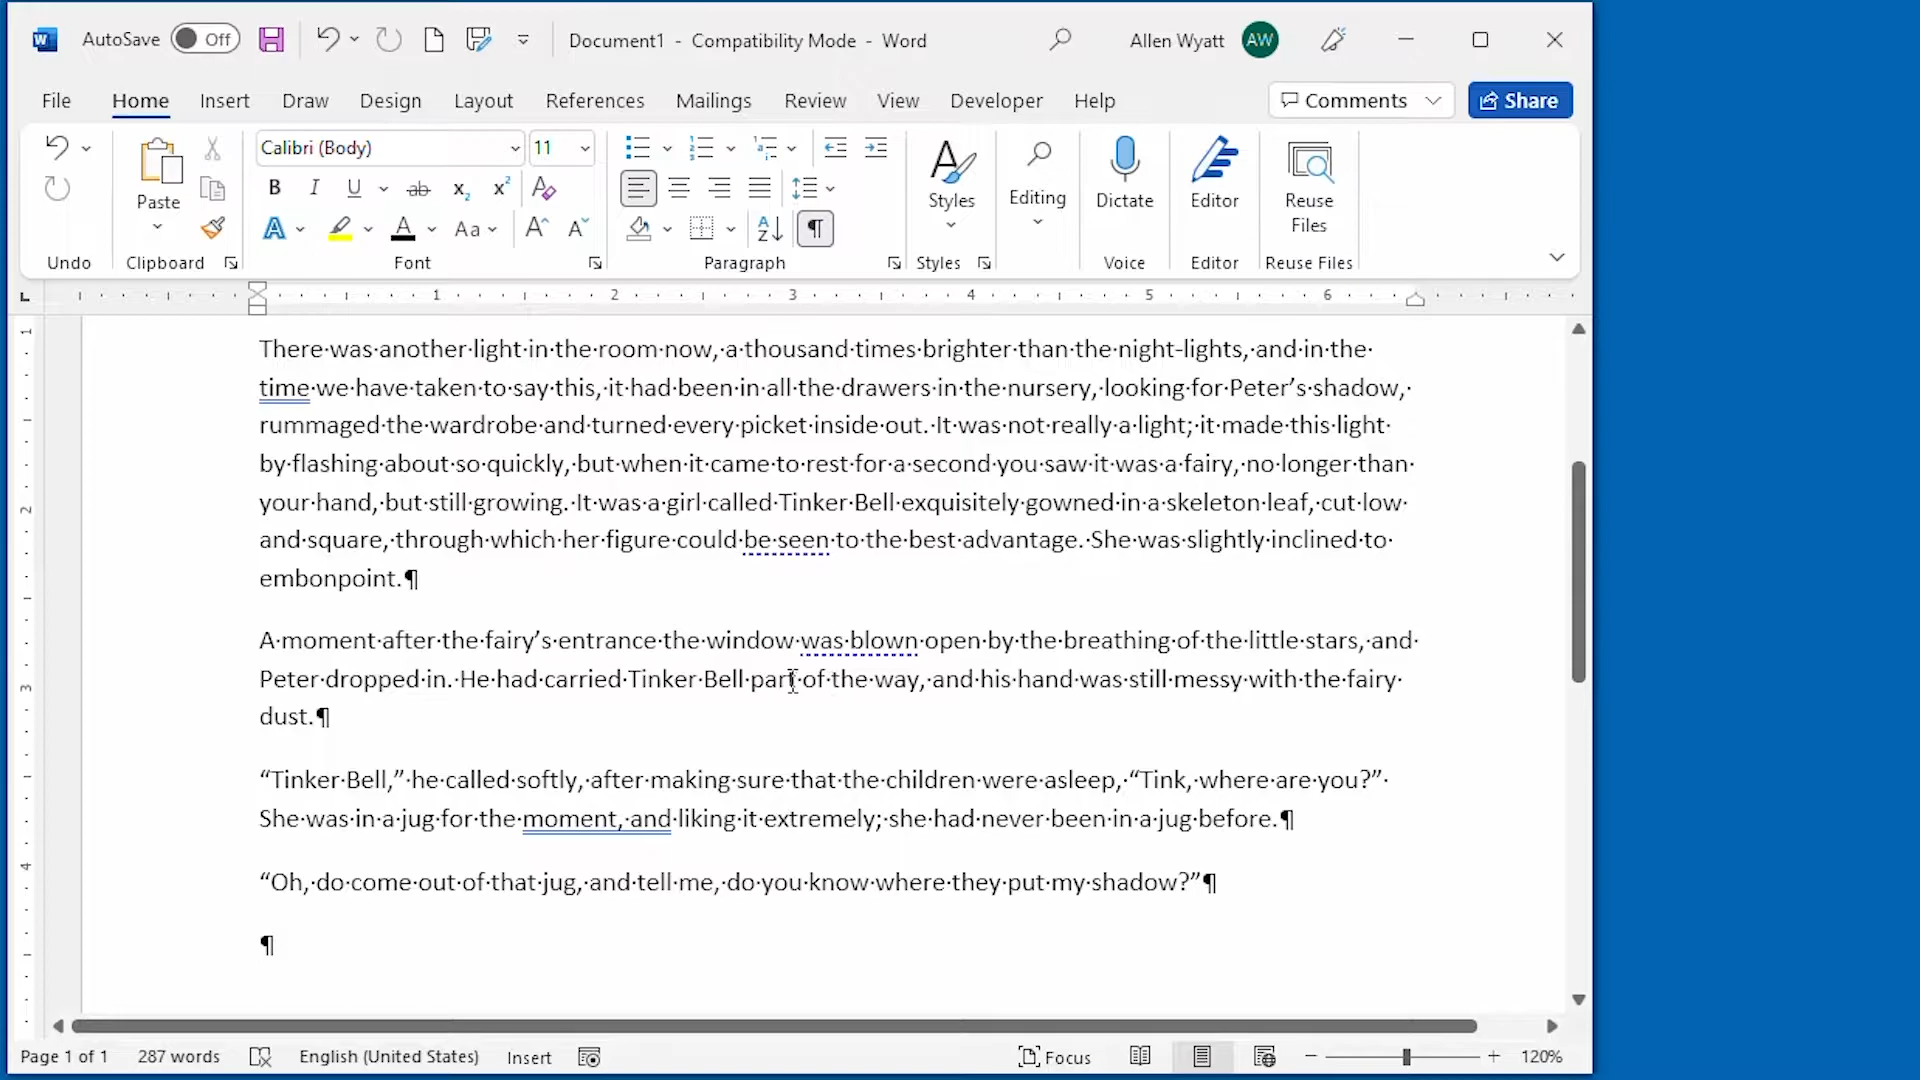 AutoSave Off Document1 - Compatibility Mode - Word Allen Wyatt AW
File Home Insert Draw Design Layout References Mailings Review View Developer Help Comments Share
Calibri (Body) 11
Paste Styles Editing Dictate Editor Reuse Files
Undo Clipboard Font Paragraph Styles Voice Editor Reuse Files
1 2 3 4 5 6
There was another light in the room now, a thousand times brighter than the night-lights, and in the
time we have taken to say this, it had been in all the drawers in the nursery, looking for Peter’s shadow,
rummaged the wardrobe and turned every picket inside out. It was not really a light; it made this light
by flashing about so quickly, but when it came to rest for a second you saw it was a fairy, no longer than
your hand, but still growing. It was a girl called Tinker Bell exquisitely gowned in a skeleton leaf, cut low
and square, through which her figure could be seen to the best advantage. She was slightly inclined to
embonpoint.¶
A moment after the fairy’s entrance the window was blown open by the breathing of the little stars, and
Peter dropped in. He had carried Tinker Bell part of the way, and his hand was still messy with the fairy
dust.¶
“Tinker Bell,” he called softly, after making sure that the children were asleep, “Tink, where are you?”
She was in a jug for the moment, and liking it extremely; she had never been in a jug before.¶
“Oh, do come out of that jug, and tell me, do you know where they put my shadow?”¶
¶
1
2
3
4
Page 1 of 1 287 words English (United States) Insert Focus 120%